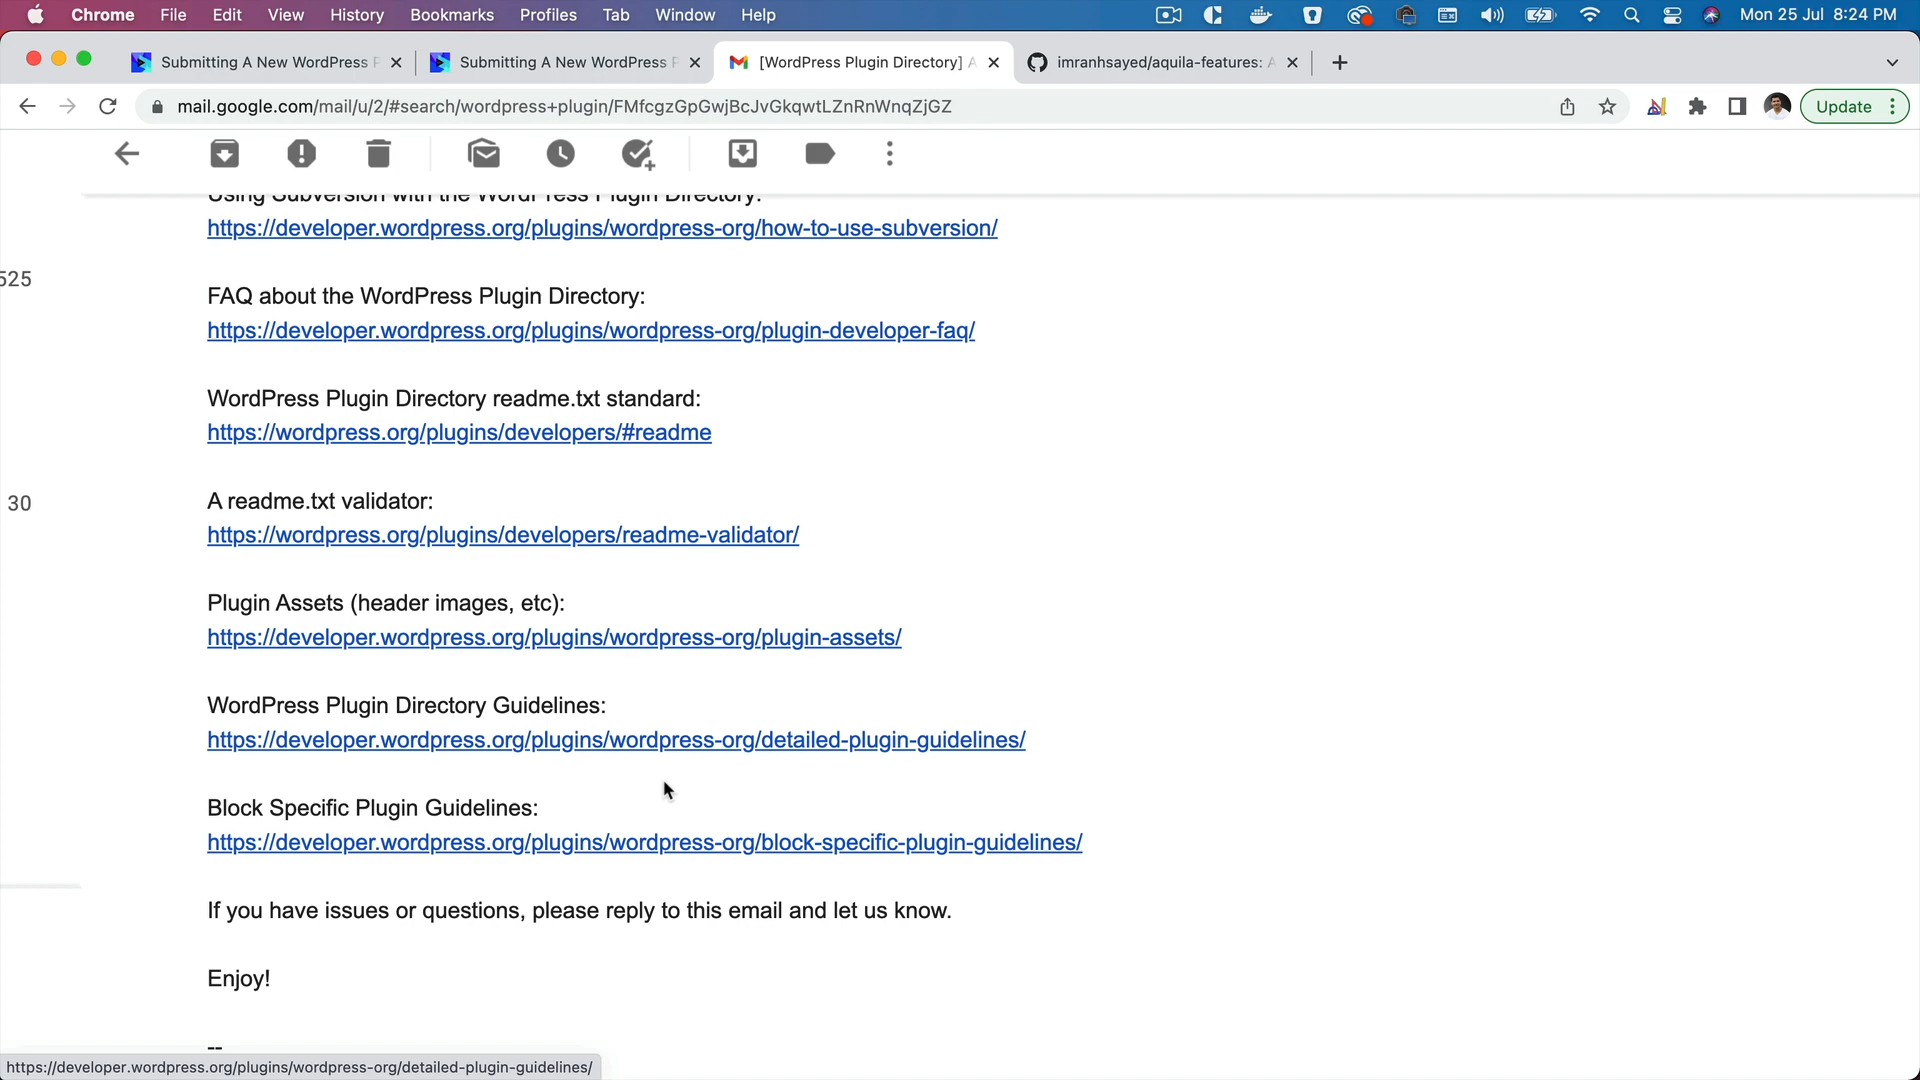 Chrome File Edit View History Bookmarks Profiles Tab Window Help Mon 25 Jul 8:24 PM
Submitting A New WordPress P Submitting A New WordPress P [WordPress Plugin Directory] A imranhsayed/aquila-features: A
mail.google.com/mail/u/2/#search/wordpress+plugin/FMfcgzGpGwjBcJvGkqwtLZnRnWnqZjGZ Update
Using Subversion with the WordPress Plugin Directory:
https://developer.wordpress.org/plugins/wordpress-org/how-to-use-subversion/
525
FAQ about the WordPress Plugin Directory:
https://developer.wordpress.org/plugins/wordpress-org/plugin-developer-faq/
WordPress Plugin Directory readme.txt standard:
https://wordpress.org/plugins/developers/#readme
30
A readme.txt validator:
https://wordpress.org/plugins/developers/readme-validator/
Plugin Assets (header images, etc):
https://developer.wordpress.org/plugins/wordpress-org/plugin-assets/
WordPress Plugin Directory Guidelines:
https://developer.wordpress.org/plugins/wordpress-org/detailed-plugin-guidelines/
Block Specific Plugin Guidelines:
https://developer.wordpress.org/plugins/wordpress-org/block-specific-plugin-guidelines/
If you have issues or questions, please reply to this email and let us know.
Enjoy!
--
https://developer.wordpress.org/plugins/wordpress-org/detailed-plugin-guidelines/